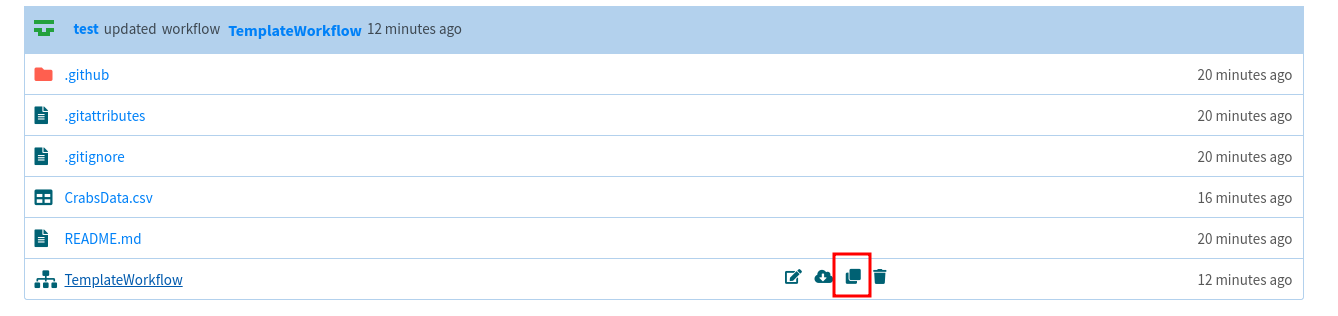 test updated workflow TemplateWorkflow 12 minutes ago
.github 20 minutes ago
.gitattributes 20 minutes ago
.gitignore 20 minutes ago
CrabsData.csv 16 minutes ago
README.md 20 minutes ago
TemplateWorkflow 12 minutes ago